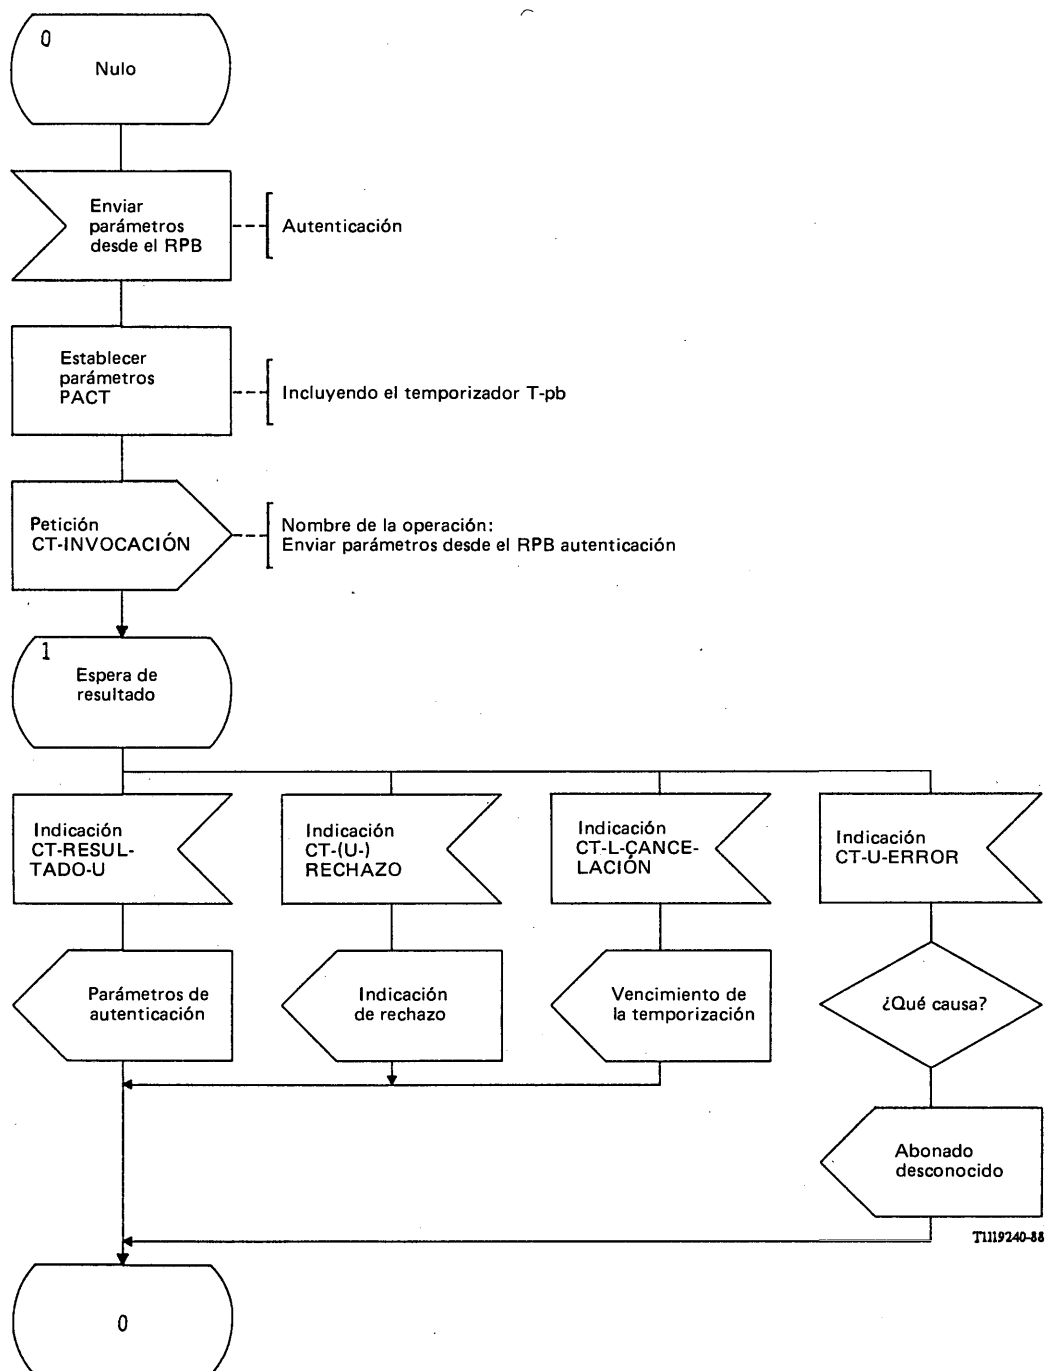 0
Nulo
Enviar
parámetros
desde el RPB
Autenticación
Establecer
parámetros
PACT
Incluyendo el temporizador T-pb
Petición
CT-INVOCACIÓN
Nombre de la operación:
Enviar parámetros desde el RPB autenticación
1
Espera de
resultado
Indicación
CT-RESUL-
TADO-U
Indicación
CT-(U-)
RECHAZO
Indicación
CT-L-CANCE-
LACIÓN
Indicación
CT-U-ERROR
Parámetros de
autenticación
Indicación
de rechazo
Vencimiento de
la temporización
¿Qué causa?
Abonado
desconocido
T1119240-88
0